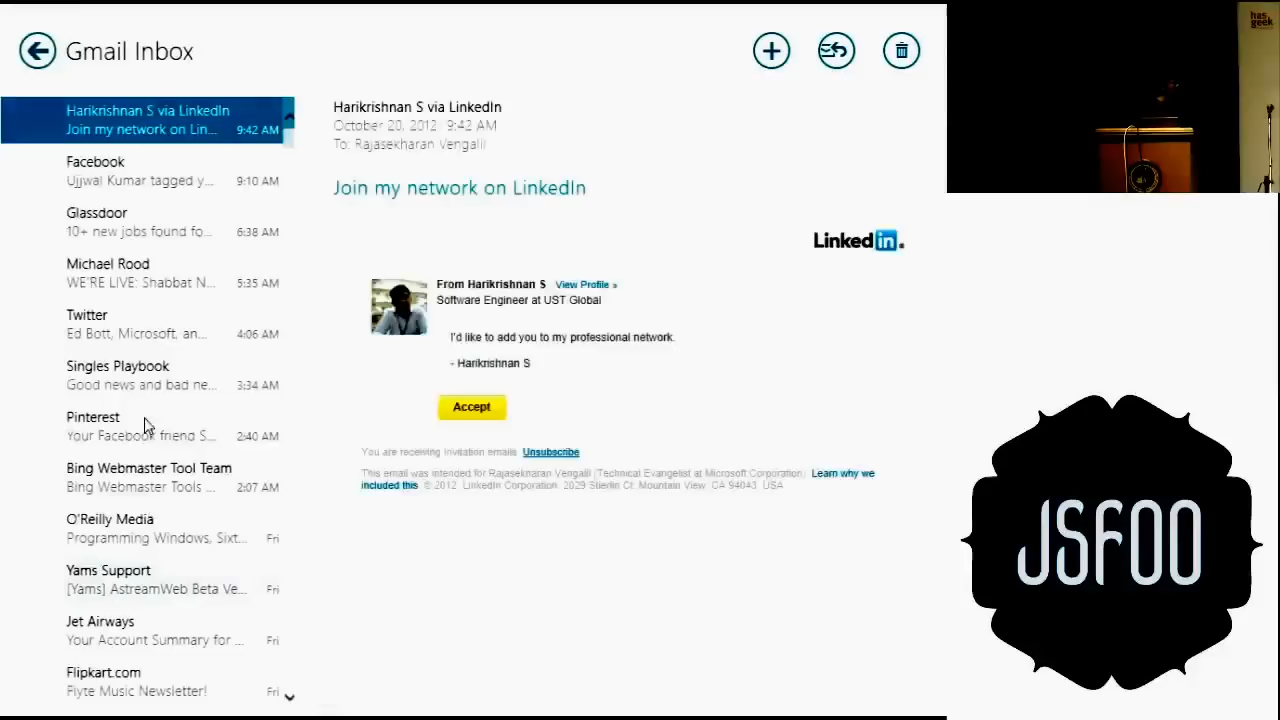 Gmail Inbox
has
geek
Harikrishnan S via LinkedIn
Join my network on Lin... 9:42 AM
Facebook
Ujjwal Kumar tagged y... 9:10 AM
Glassdoor
10+ new jobs found fo... 6:38 AM
Michael Rood
WE'RE LIVE: Shabbat N... 5:35 AM
Twitter
Ed Bott, Microsoft, an... 4:06 AM
Singles Playbook
Good news and bad ne... 3:34 AM
Pinterest
Your Facebook friend S... 2:40 AM
Bing Webmaster Tool Team
Bing Webmaster Tools ... 2:07 AM
O'Reilly Media
Programming Windows, Sixt... Fri
Yams Support
[Yams] AstreamWeb Beta Ve... Fri
Jet Airways
Your Account Summary for ... Fri
Flipkart.com
Flyte Music Newsletter! Fri
Harikrishnan S via LinkedIn
October 20, 2012 9:42 AM
To: Rajasekharan Vengalil
Join my network on LinkedIn
Linkedin.
From Harikrishnan S View Profile »
Software Engineer at UST Global
I'd like to add you to my professional network.
- Harikrishnan S
Accept
You are receiving Invitation emails. Unsubscribe
This email was intended for Rajasekharan Vengalil (Technical Evangelist at Microsoft Corporation). Learn why we
included this. © 2012, LinkedIn Corporation. 2029 Stierlin Ct. Mountain View, CA 94043, USA
JSFOO